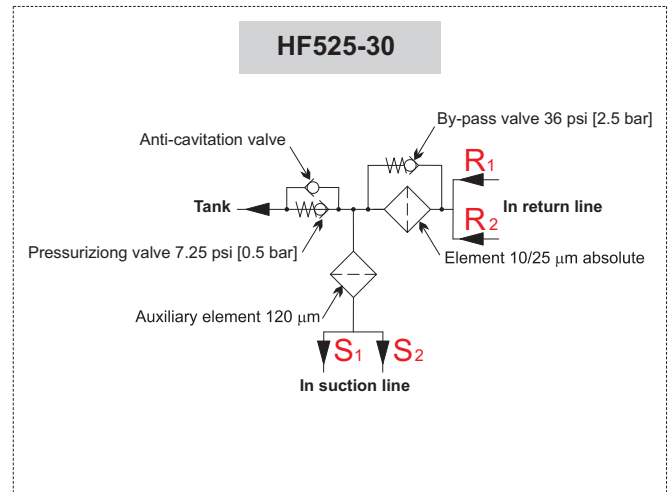 HF525-30
By-pass valve 36 psi [2.5 bar]
Anti-cavitation valve
R1
Tank
In return line
R2
Pressuriziong valve 7.25 psi [0.5 bar]
Element 10/25 μm absolute
Auxiliary element 120 μm
S1 S2
In suction line